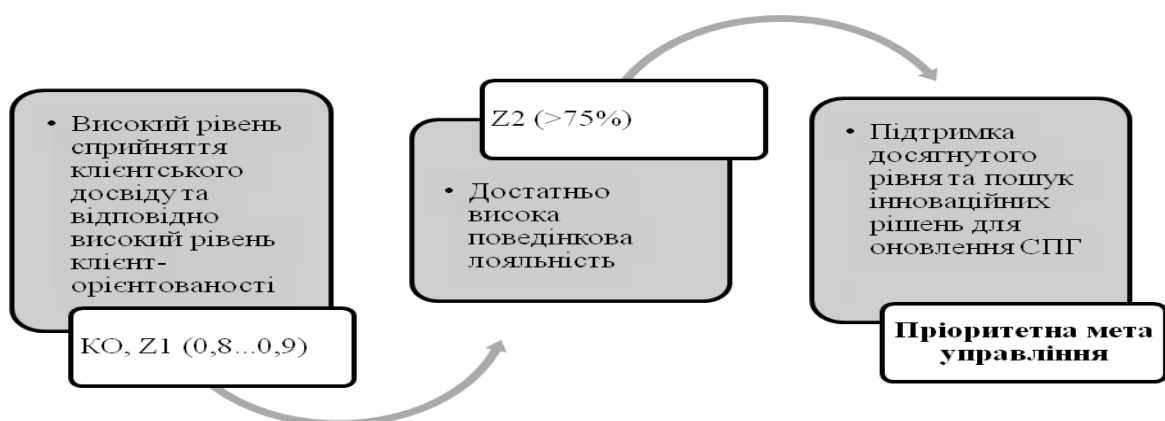 • Високий рівень
сприйняття
клієнтського
досвіду та
відповідно
високий рівень
клієнт-
орієнтованості
КО, Z1 (0,8...0,9)
Z2 (>75%)
• Достатньо
висока
поведінкова
лояльність
• Підтримка
досягнутого
рівня та пошук
інноваційних
рішень для
оновлення СПГ
Пріоритетна мета
управління